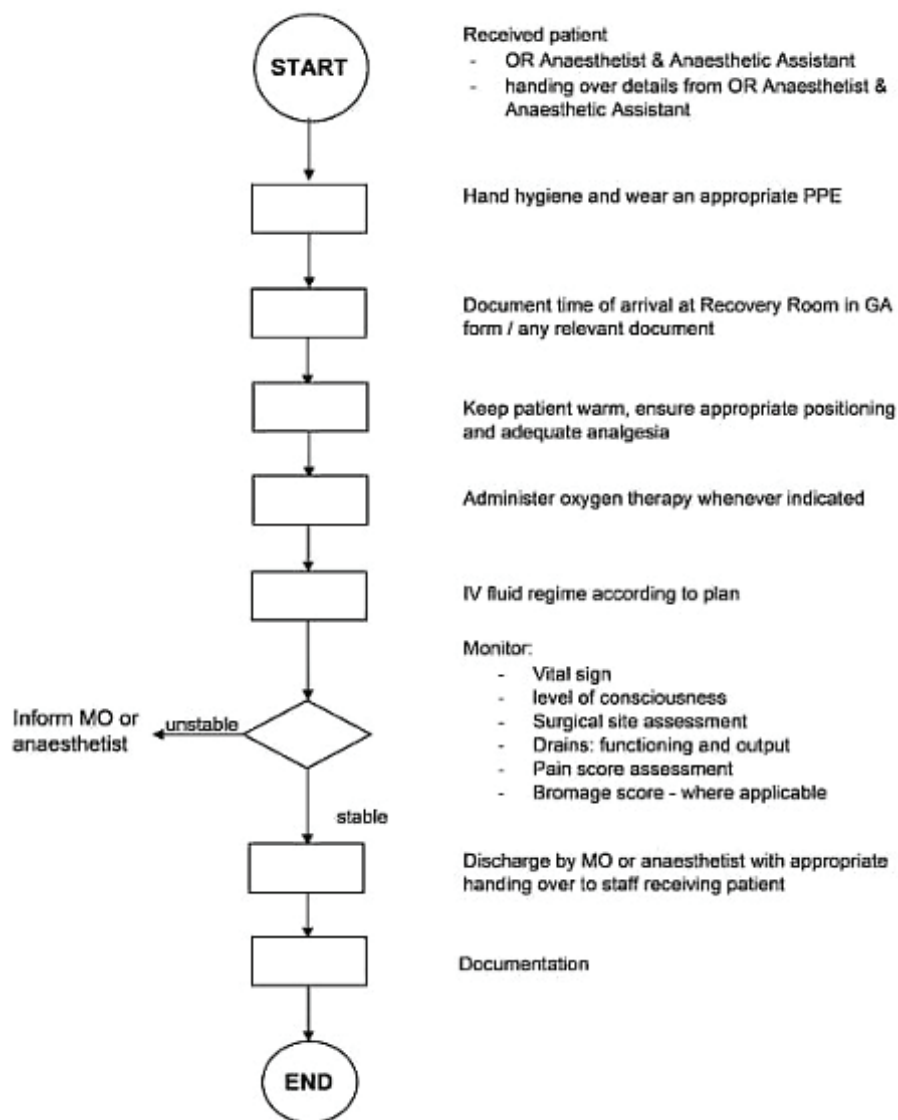 START
Received patient
- OR Anaesthetist & Anaesthetic Assistant
- handing over details from OR Anaesthetist &
Anaesthetic Assistant
Hand hygiene and wear an appropriate PPE
Document time of arrival at Recovery Room in GA
form / any relevant document
Keep patient warm, ensure appropriate positioning
and adequate analgesia
Administer oxygen therapy whenever indicated
IV fluid regime according to plan
Monitor:
- Vital sign
- level of consciousness
- Surgical site assessment
- Drains: functioning and output
- Pain score assessment
- Bromage score - where applicable
Inform MO or
anaesthetist
unstable
stable
Discharge by MO or anaesthetist with appropriate
handing over to staff receiving patient
Documentation
END